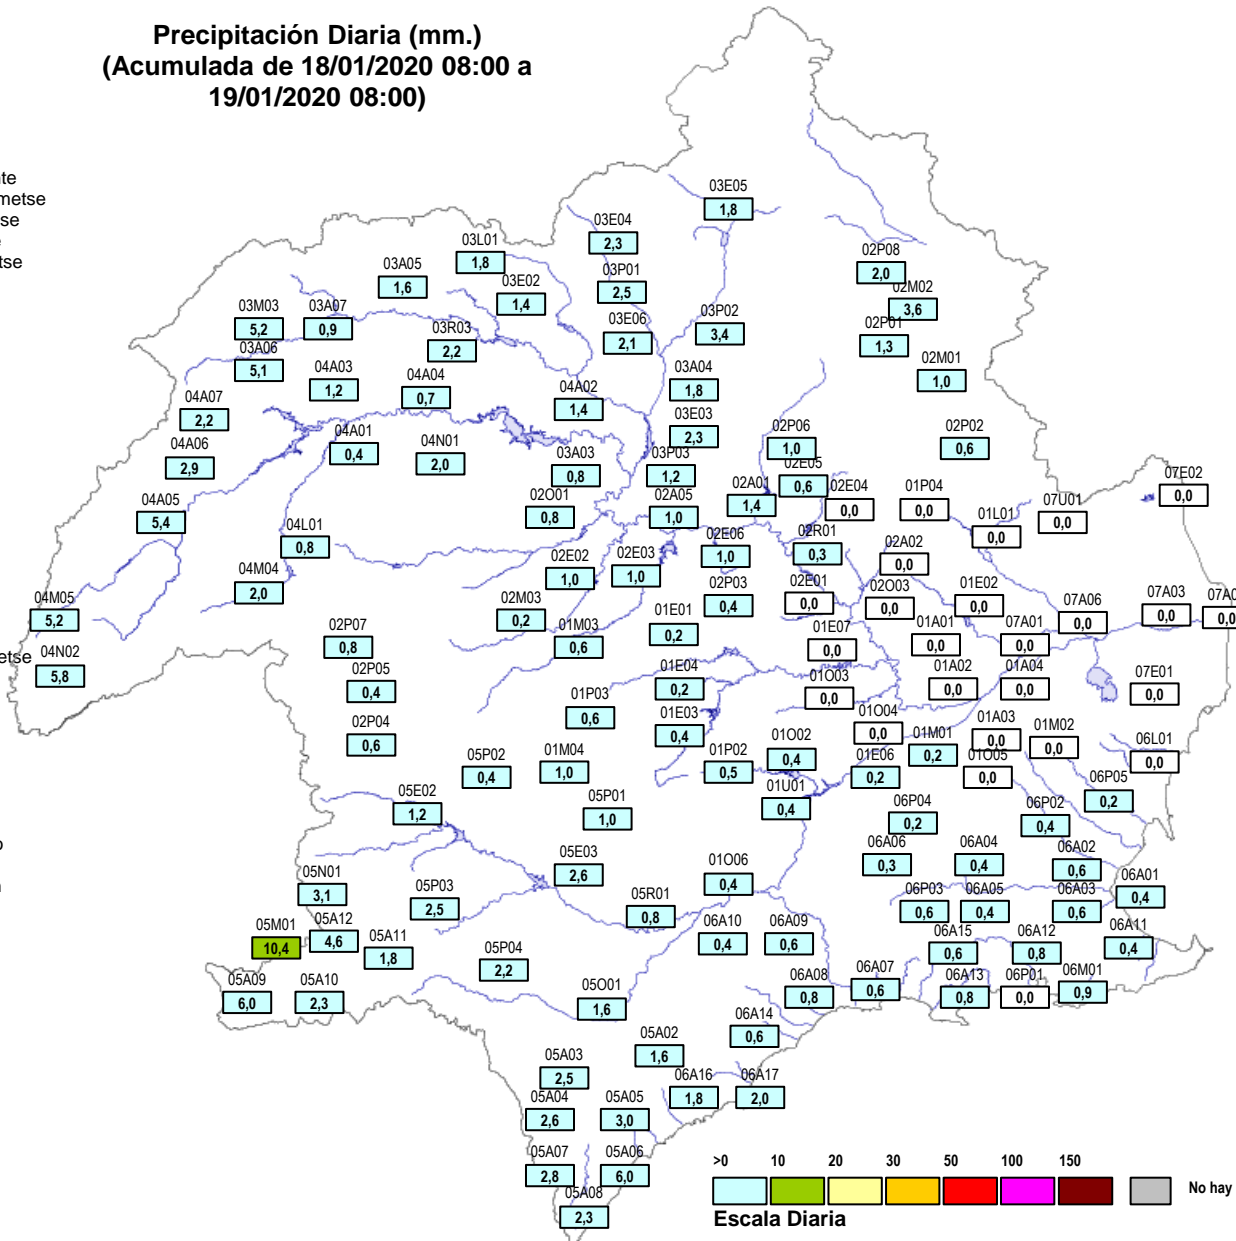 Precipitación Diaria (mm.)
(Acumulada de 18/01/2020 08:00 a
19/01/2020 08:00)
03E05
1,8
03E04
2,3
03L01
1,8
02P08
2,0
03A05
1,6
03P01
2,5
03E02
1,4
02M02
3,6
03M03
5,2
03A07
0,9
03P02
3,4
03E06
2,1
03R03
2,2
02P01
1,3
03A06
5,1
02M01
1,0
04A03
1,2
04A04
0,7
03A04
1,8
04A02
1,4
04A07
2,2
03E03
2,3
04A01
0,4
04N01
2,0
02P06
1,0
02P02
0,6
04A06
2,9
03A03
0,8
03P03
1,2
02E05
0,6
07E02
0,0
04A05
5,4
02O01
0,8
02A05
1,0
02A01
1,4
02E04
0,0
01P04
0,0
07U01
0,0
01L01
0,0
04L01
0,8
02E06
1,0
02R01
0,3
02A02
0,0
02E02
1,0
02E03
1,0
04M04
2,0
02P03
0,4
02E01
0,0
02O03
0,0
01E02
0,0
04M05
5,2
02M03
0,2
07A06
0,0
07A03
0,0
07A0
0,0
01E01
0,2
01M03
0,6
02P07
0,8
01E07
0,0
01A01
0,0
07A01
0,0
etse
04N02
5,8
02P05
0,4
01E04
0,2
01O03
0,0
01A02
0,0
01A04
0,0
07E01
0,0
01P03
0,6
01E03
0,4
02P04
0,6
01O04
0,0
01A03
0,0
01M02
0,0
01M01
0,2
01O02
0,4
06L01
0,0
05P02
0,4
01M04
1,0
01P02
0,5
01E06
0,2
01O05
0,0
06P05
0,2
05E02
1,2
05P01
1,0
01U01
0,4
06P04
0,2
06P02
0,4
05E03
2,6
01O06
0,4
06A06
0,3
06A04
0,4
06A02
0,6
05N01
3,1
05P03
2,5
05R01
0,8
06P03
0,6
06A05
0,4
06A03
0,6
06A01
0,4
05M01
10,4
05A12
4,6
05A11
1,8
06A10
0,4
06A09
0,6
06A15
0,6
06A12
0,8
06A11
0,4
05P04
2,2
05A09
6,0
05A10
2,3
05O01
1,6
06A08
0,8
06A07
0,6
06A13
0,8
06P01
0,0
06M01
0,9
05A02
1,6
06A14
0,6
05A03
2,5
06A16
1,8
06A17
2,0
05A04
2,6
05A05
3,0
05A07
2,8
05A06
6,0
05A08
2,3
>0 10 20 30 50 100 150
No hay
Escala Diaria